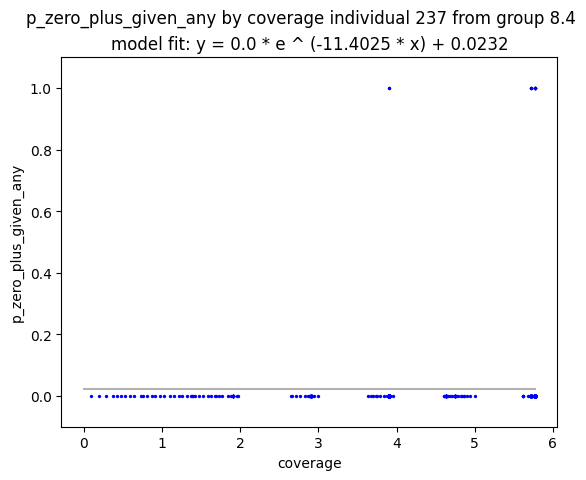 p_zero_plus_given_any by coverage individual 237 from group 8.4
model fit: y = 0.0 * e ^ (-11.4025 * x) + 0.0232
1.0
0.8
0.6
0.4
0.2
0.0
p_zero_plus_given_any
0 1 2 3 4 5 6
coverage